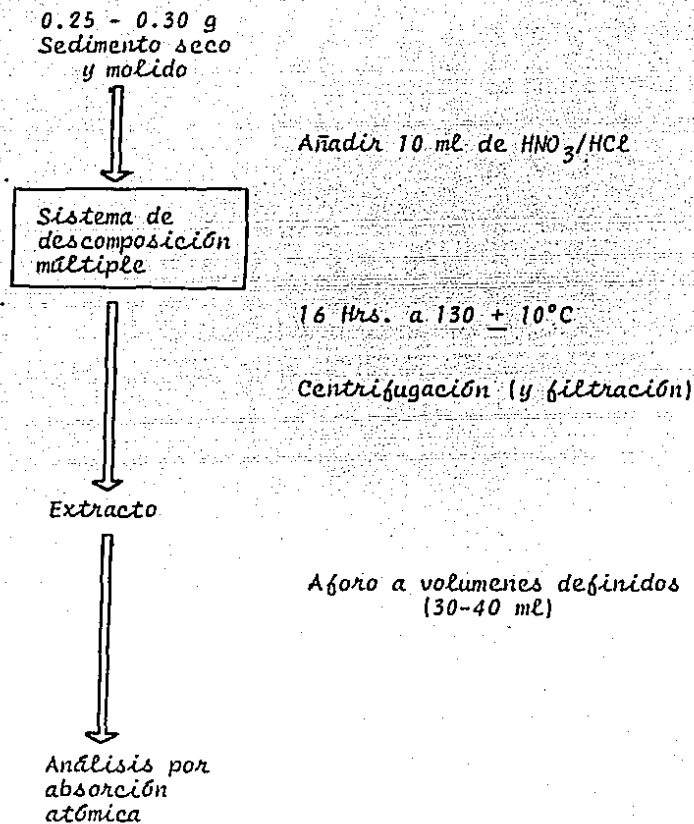 0.25 - 0.30 g
Sedimento seco
y molido
Añadir 10 ml de HNO3/HCl
Sistema de
descomposición
múltiple
16 Hrs. a 130 + 10°C
Centrifugación (y filtración)
Extracto
Aforo a volumenes definidos
(30-40 ml)
Análisis por
absorción
atómica